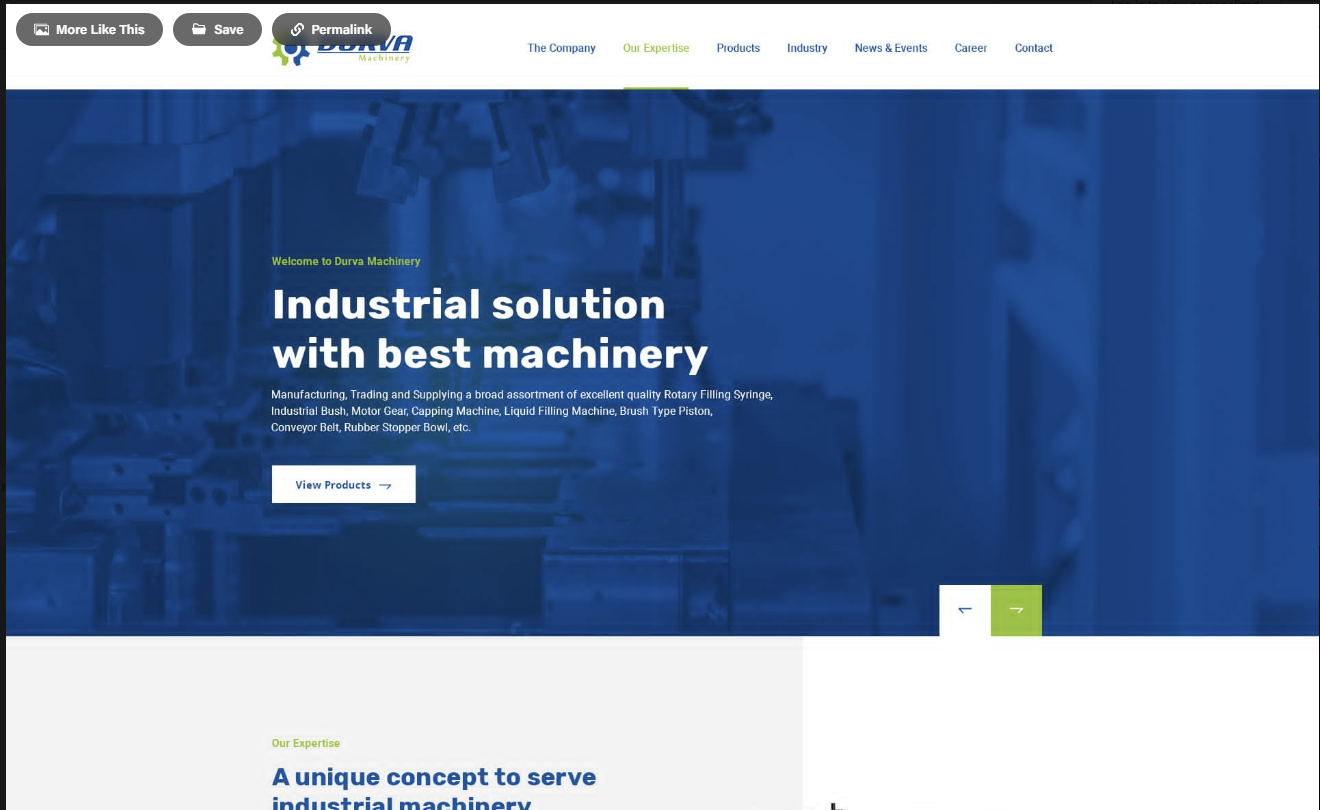 More Like This
Save
Permalink
DURVA
Machinery
The Company
Our Expertise
Products
Industry
News & Events
Career
Contact
Welcome to Durva Machinery
Industrial solution
with best machinery
Manufacturing, Trading and Supplying a broad assortment of excellent quality Rotary Filling Syringe,
Industrial Bush, Motor Gear, Capping Machine, Liquid Filling Machine, Brush Type Piston,
Conveyor Belt, Rubber Stopper Bowl, etc.
View Products
Our Expertise
A unique concept to serve
industrial machinery